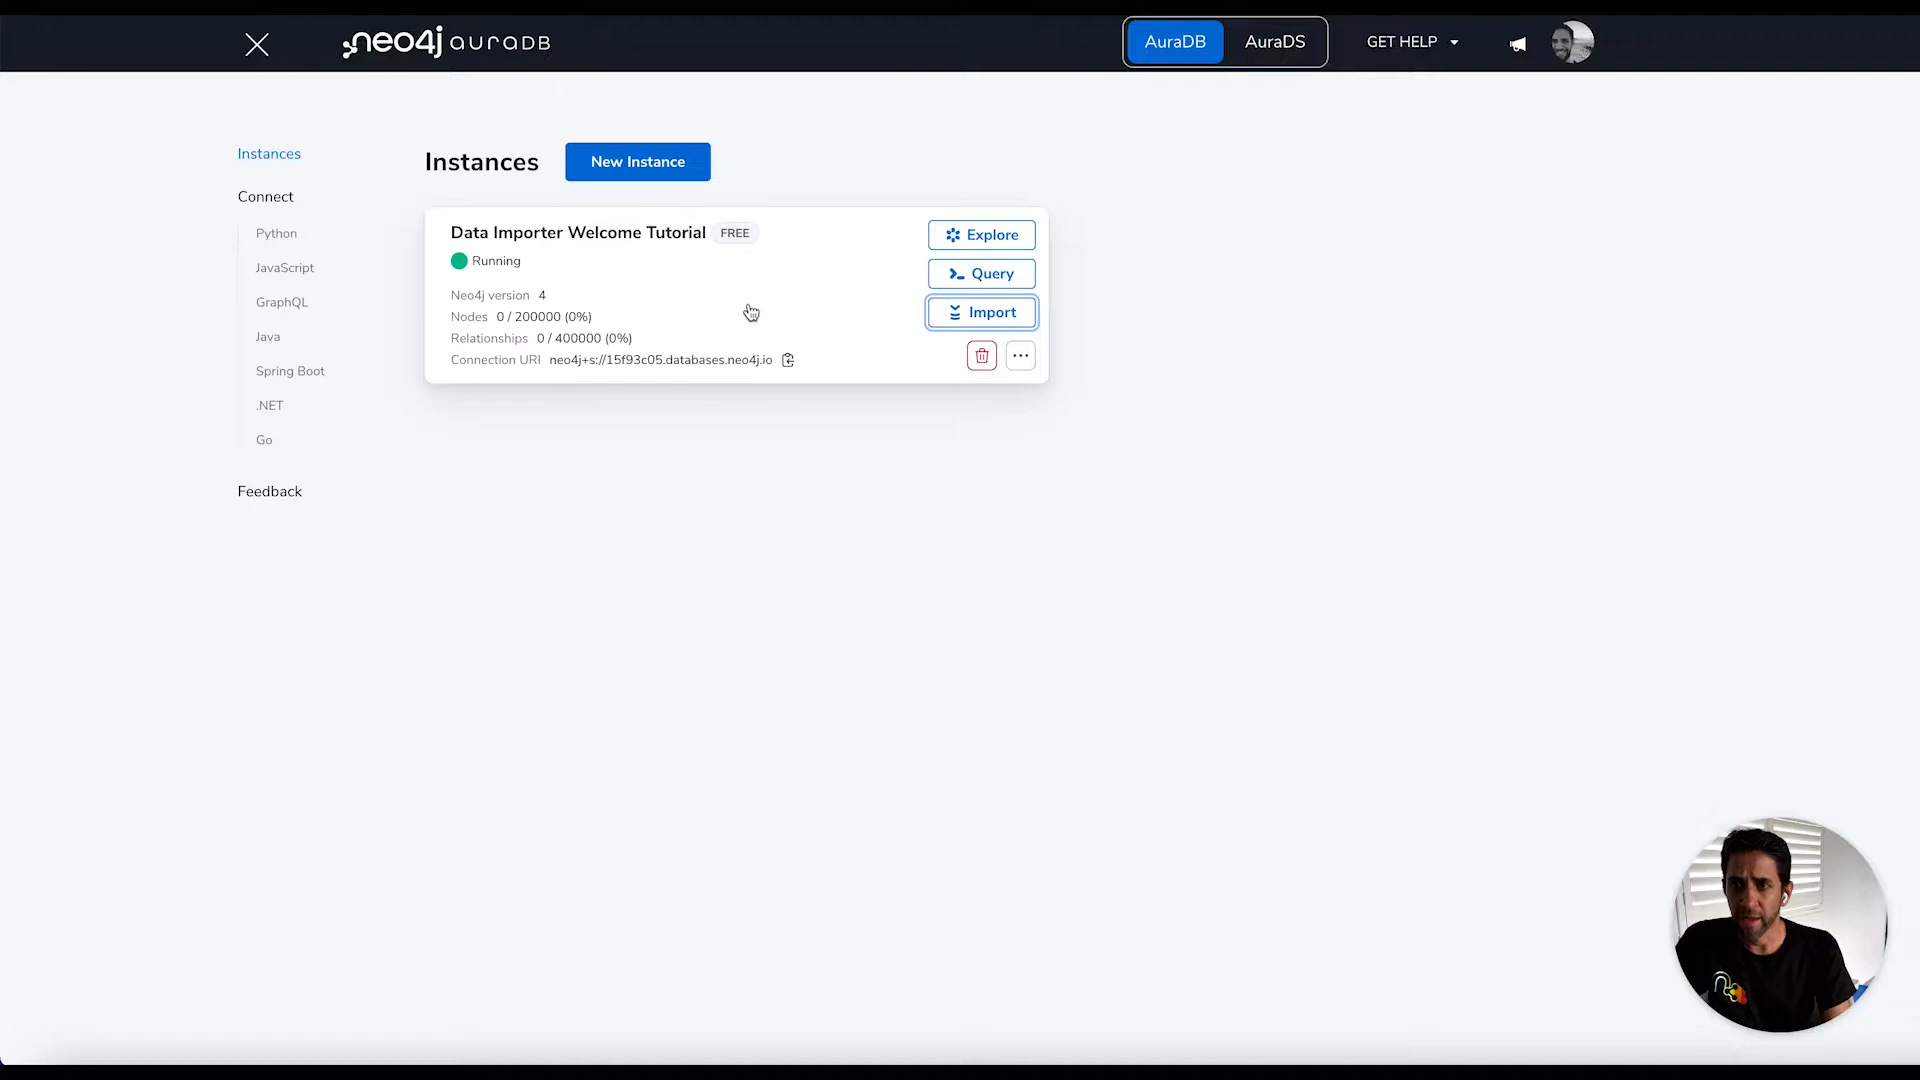 neo4j auraDB
AuraDB
AuraDS
GET HELP
Instances
Connect
Python
JavaScript
GraphQL
Java
Spring Boot
.NET
Go
Feedback
Instances
New Instance
Data Importer Welcome Tutorial FREE
Running
Neo4j version 4
Nodes 0 / 200000 (0%)
Relationships 0 / 400000 (0%)
Connection URI neo4j+s://15f93c05.databases.neo4j.io
Explore
Query
Import